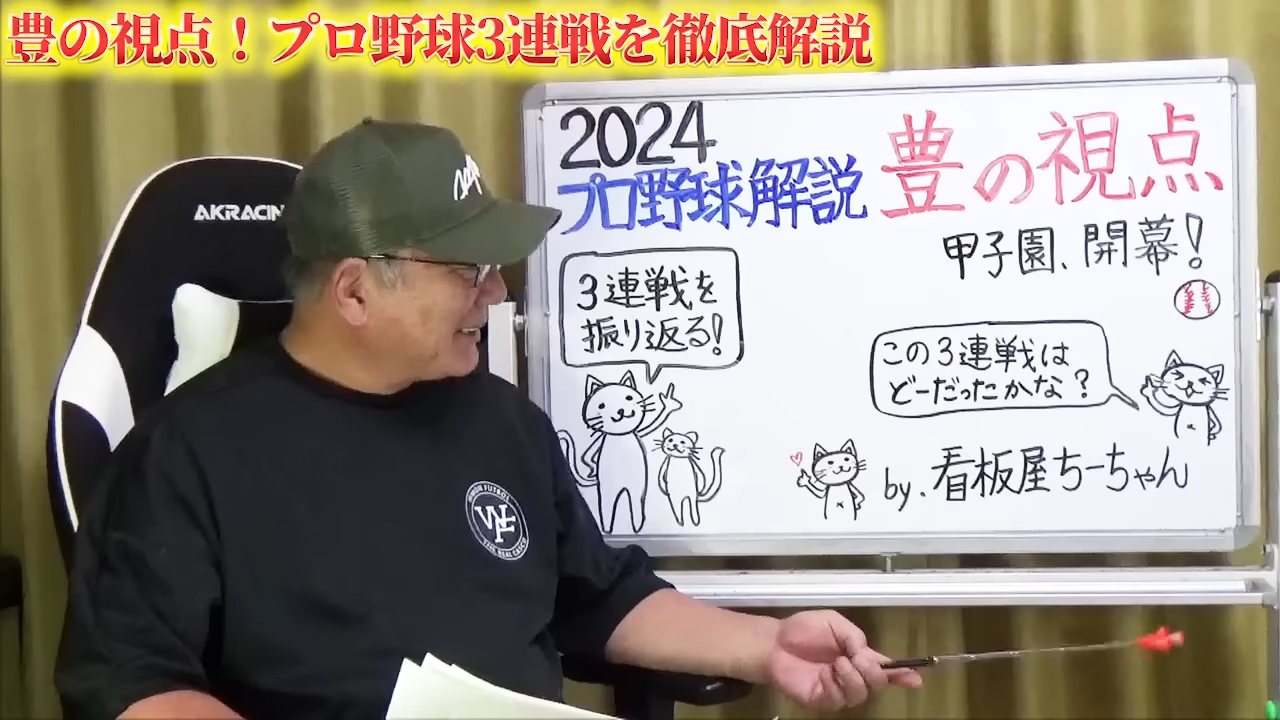 豊の視点！プロ野球3連戦を徹底解説
2024
プロ野球解説
豊の視点
甲子園、開幕！
3連戦を
振り返る！
この3連戦は
どーだったかな？
by.看板屋ちーちゃん
AKRACIN